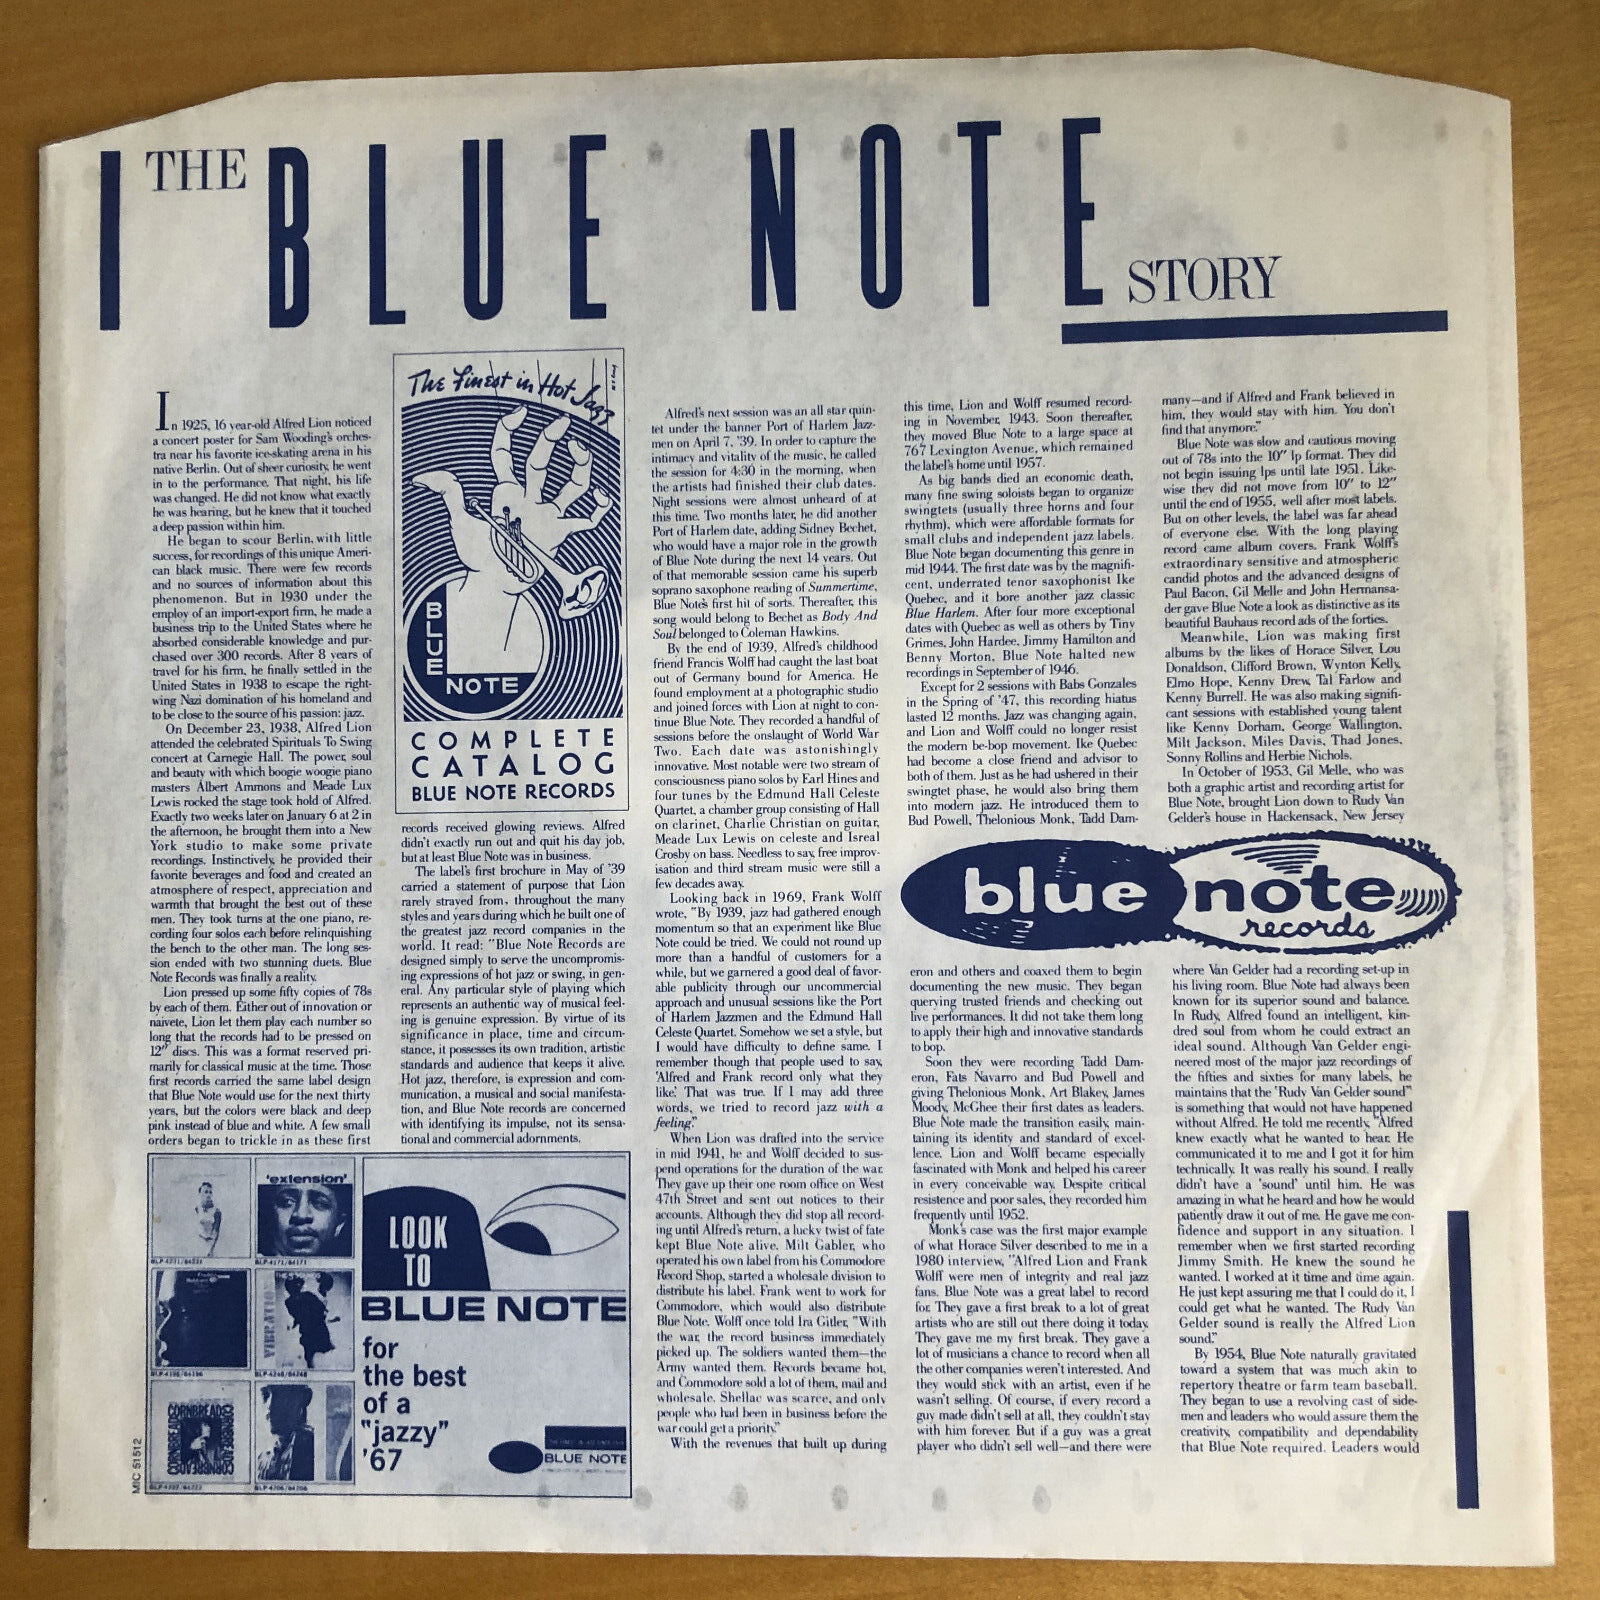 THE
BLUE NOTE
STORY
In 1925, 16 year-old Alfred Lion noticed
a concert poster for Sam Wooding's orches-
tra near his favorite ice-skating arena in his
native Berlin. Out of sheer curiosity, he went
in to the performance. That night, his life
was changed. He did not know what exactly
he was hearing, but he knew that it touched
a deep passion within him.
He began to scour Berlin, with little
success, for recordings of this unique Ameri-
can black music. There were few records
and no sources of information about this
phenomenon. But in 1930 under the
employ of an import-export firm, he made a
business trip to the United States where he
absorbed considerable knowledge and pur-
chased over 300 records. After 8 years of
travel for his firm, he finally settled in the
United States in 1938 to escape the right-
wing Nazi domination of his homeland and
to be close to the source of his passion: jazz.
On December 23, 1938, Alfred Lion
attended the celebrated Spirituals To Swing
concert at Carnegie Hall. The power, soul
and beauty with which boogie woogie piano
masters Albert Ammons and Meade Lux
Lewis rocked the stage took hold of Alfred.
Exactly two weeks later on January 6 at 2 in
the afternoon, he brought them into a New
York studio to make some private
recordings. Instinctively, he provided their
favorite beverages and food and created an
atmosphere of respect, appreciation and
warmth that brought the best out of these
men. They took turns at the one piano, re-
cording four solos each before relinquishing
the bench to the other man. The long ses-
sion ended with two stunning duets. Blue
Note Records was finally a reality.
Lion pressed up some fifty copies of 78s
by each of them. Either out of innovation or
naivete, Lion let them play each number so
long that the records had to be pressed on
12" discs. This was a format reserved pri-
marily for classical music at the time. Those
first records carried the same label design
that Blue Note would use for the next thirty
years, but the colors were black and deep
pink instead of blue and white. A few small
orders began to trickle in as these first
The Finest in Hot Jazz
BLUE
NOTE
COMPLETE
CATALOG
BLUE NOTE RECORDS
records received glowing reviews. Alfred
didn't exactly run out and quit his day job,
but at least Blue Note was in business.
The label's first brochure in May of '39
carried a statement of purpose that Lion
rarely strayed from, throughout the many
styles and years during which he built one of
the greatest jazz record companies in the
world. It read: "Blue Note Records are
designed simply to serve the uncompromis-
ing expressions of hot jazz or swing, in gen-
eral. Any particular style of playing which
represents an authentic way of musical feel-
ing is genuine expression. By virtue of its
significance in place, time and circum-
stance, it possesses its own tradition, artistic
standards and audience that keeps it alive.
Hot jazz, therefore, is expression and com-
munication, a musical and social manifesta-
tion, and Blue Note records are concerned
with identifying its impulse, not its sensa-
tional and commercial adornments.
'extension'
BLP 4171/84171
CORNBREAD
LOOK
TO
BLUE NOTE
for
the best
of a
"jazzy"
'67
BLUE NOTE
MIC 51512
Alfred's next session was an all star quin-
tet under the banner Port of Harlem Jazz-
men on April 7, '39. In order to capture the
intimacy and vitality of the music, he called
the session for 4:30 in the morning, when
the artists had finished their club dates.
Night sessions were almost unheard of at
this time. Two months later, he did another
Port of Harlem date, adding Sidney Bechet,
who would have a major role in the growth
of Blue Note during the next 14 years. Out
of that memorable session came his superb
soprano saxophone reading of Summertime,
Blue Note's first hit of sorts. Thereafter, this
song would belong to Bechet as Body And
Soul belonged to Coleman Hawkins.
By the end of 1939, Alfred's childhood
friend Francis Wolff had caught the last boat
out of Germany bound for America. He
found employment at a photographic studio
and joined forces with Lion at night to con-
tinue Blue Note. They recorded a handful of
sessions before the onslaught of World War
Two. Each date was astonishingly
innovative. Most notable were two stream of
consciousness piano solos by Earl Hines and
four tunes by the Edmund Hall Celeste
Quartet, a chamber group consisting of Hall
on clarinet, Charlie Christian on guitar,
Meade Lux Lewis on celeste and Isreal
Crosby on bass. Needless to say, free improv-
isation and third stream music were still a
few decades away.
Looking back in 1969, Frank Wolff
wrote, "By 1939, jazz had gathered enough
momentum so that an experiment like Blue
Note could be tried. We could not round up
more than a handful of customers for a
while, but we garnered a good deal of favor-
able publicity through our uncommercial
approach and unusual sessions like the Port
of Harlem Jazzmen and the Edmund Hall
Celeste Quartet. Somehow we set a style, but
I would have difficulty to define same. I
remember though that people used to say,
'Alfred and Frank record only what they
like.' That was true. If I may add three
words, we tried to record jazz with a
feeling."
When Lion was drafted into the service
in mid 1941, he and Wolff decided to sus-
pend operations for the duration of the war.
They gave up their one room office on West
47th Street and sent out notices to their
accounts. Although they did stop all record-
ing until Alfred's return, a lucky twist of fate
kept Blue Note alive. Milt Gabler, who
operated his own label from his Commodore
Record Shop, started a wholesale division to
distribute his label. Frank went to work for
Commodore, which would also distribute
Blue Note. Wolff once told Ira Gitler, "With
the war, the record business immediately
picked up. The soldiers wanted them—the
Army wanted them. Records became hot,
and Commodore sold a lot of them, mail and
wholesale. Shellac was scarce, and only
people who had been in business before the
war could get a priority."
With the revenues that built up during
this time, Lion and Wolff resumed record-
ing in November, 1943. Soon thereafter,
they moved Blue Note to a large space at
767 Lexington Avenue, which remained
the label's home until 1957.
As big bands died an economic death,
many fine swing soloists began to organize
swingtets (usually three horns and four
rhythm), which were affordable formats for
small clubs and independent jazz labels.
Blue Note began documenting this genre in
mid 1944. The first date was by the magnifi-
cent, underrated tenor saxophonist Ike
Quebec, and it bore another jazz classic
Blue Harlem. After four more exceptional
dates with Quebec as well as others by Tiny
Grimes, John Hardee, Jimmy Hamilton and
Benny Morton, Blue Note halted new
recordings in September of 1946.
Except for 2 sessions with Babs Gonzales
in the Spring of '47, this recording hiatus
lasted 12 months. Jazz was changing again,
and Lion and Wolff could no longer resist
the modern be-bop movement. Ike Quebec
had become a close friend and advisor to
both of them. Just as he had ushered in their
swingtet phase, he would also bring them
into modern jazz. He introduced them to
Bud Powell, Thelonious Monk, Tadd Dam-
eron and others and coaxed them to begin
documenting the new music. They began
querying trusted friends and checking out
live performances. It did not take them long
to apply their high and innovative standards
to bop.
Soon they were recording Tadd Dam-
eron, Fats Navarro and Bud Powell and
giving Thelonious Monk, Art Blakey, James
Moody, McGhee their first dates as leaders.
Blue Note made the transition easily, main-
taining its identity and standard of excel-
lence. Lion and Wolff became especially
fascinated with Monk and helped his career
in every conceivable way. Despite critical
resistence and poor sales, they recorded him
frequently until 1952.
Monk's case was the first major example
of what Horace Silver described to me in a
1980 interview, "Alfred Lion and Frank
Wolff were men of integrity and real jazz
fans. Blue Note was a great label to record
for. They gave a first break to a lot of great
artists who are still out there doing it today.
They gave me my first break. They gave a
lot of musicians a chance to record when all
the other companies weren't interested. And
they would stick with an artist, even if he
wasn't selling. Of course, if every record a
guy made didn't sell at all, they couldn't stay
with him forever. But if a guy was a great
player who didn't sell well—and there were
many—and if Alfred and Frank believed in
him, they would stay with him. You don't
find that anymore."
Blue Note was slow and cautious moving
out of 78s into the 10" lp format. They did
not begin issuing lps until late 1951. Like-
wise they did not move from 10" to 12"
until the end of 1955, well after most labels.
But on other levels, the label was far ahead
of everyone else. With the long playing
record came album covers. Frank Wolff's
extraordinary sensitive and atmospheric
candid photos and the advanced designs of
Paul Bacon, Gil Melle and John Hermansa-
der gave Blue Note a look as distinctive as its
beautiful Bauhaus record ads of the forties.
Meanwhile, Lion was making first
albums by the likes of Horace Silver, Lou
Donaldson, Clifford Brown, Wynton Kelly,
Elmo Hope, Kenny Drew, Tal Farlow and
Kenny Burrell. He was also making signifi-
cant sessions with established young talent
like Kenny Dorham, George Wallington,
Milt Jackson, Miles Davis, Thad Jones,
Sonny Rollins and Herbie Nichols.
In October of 1953, Gil Melle, who was
both a graphic artist and recording artist for
Blue Note, brought Lion down to Rudy Van
Gelder's house in Hackensack, New Jersey
blue note
records
where Van Gelder had a recording set-up in
his living room. Blue Note had always been
known for its superior sound and balance.
In Rudy, Alfred found an intelligent, kin-
dred soul from whom he could extract an
ideal sound. Although Van Gelder engi-
neered most of the major jazz recordings of
the fifties and sixties for many labels, he
maintains that the "Rudy Van Gelder sound"
is something that would not have happened
without Alfred. He told me recently, "Alfred
knew exactly what he wanted to hear. He
communicated it to me and I got it for him
technically. It was really his sound. I really
didn't have a 'sound' until him. He was
amazing in what he heard and how he would
patiently draw it out of me. He gave me con-
fidence and support in any situation. I
remember when we first started recording
Jimmy Smith. He knew the sound he
wanted. I worked at it time and time again.
He just kept assuring me that I could do it, I
could get what he wanted. The Rudy Van
Gelder sound is really the Alfred Lion
sound."
By 1954, Blue Note naturally gravitated
toward a system that was much akin to
repertory theatre or farm team baseball.
They began to use a revolving cast of side-
men and leaders who would assure them the
creativity, compatibility and dependability
that Blue Note required. Leaders would